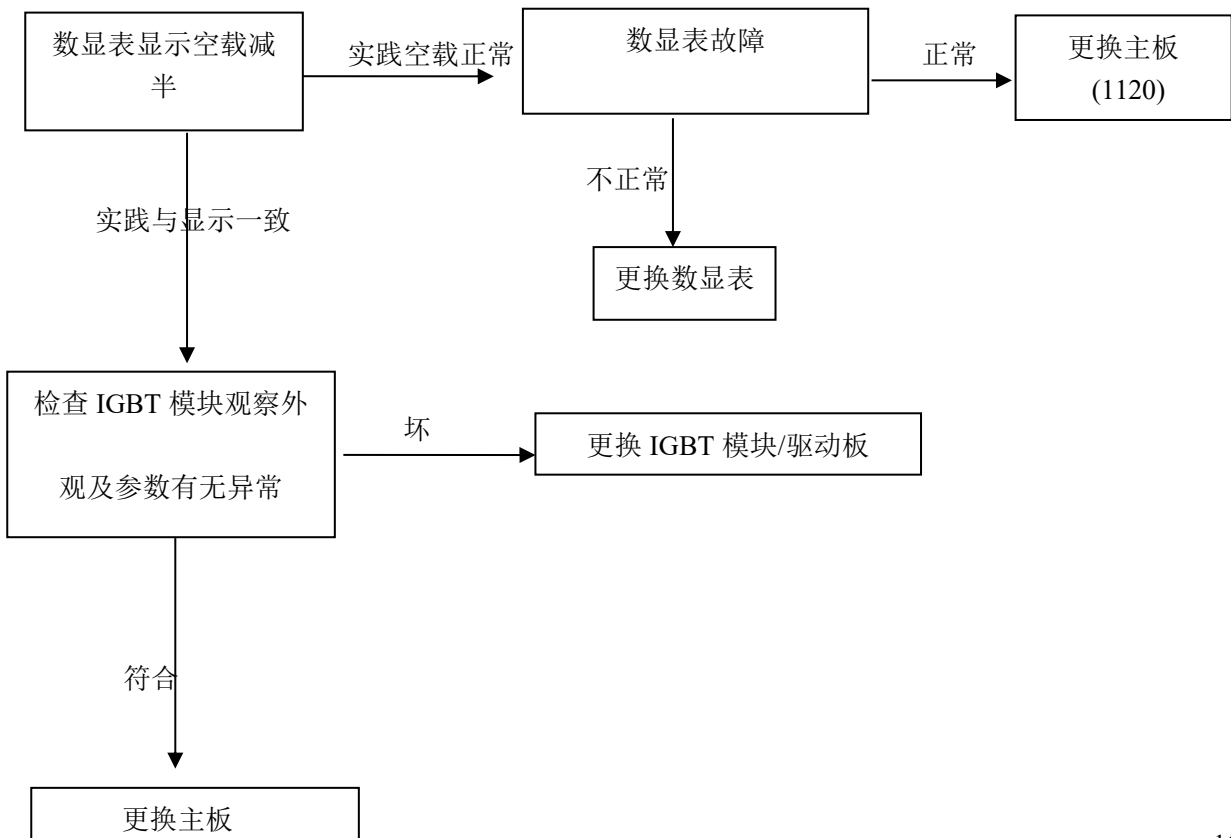 数显表显示空载减
半
实践空载正常
数显表故障
正常
更换主板
(1120)
不正常
更换数显表
实践与显示一致
检查 IGBT 模块观察外
观及参数有无异常
坏
更换 IGBT 模块/驱动板
符合
更换主板